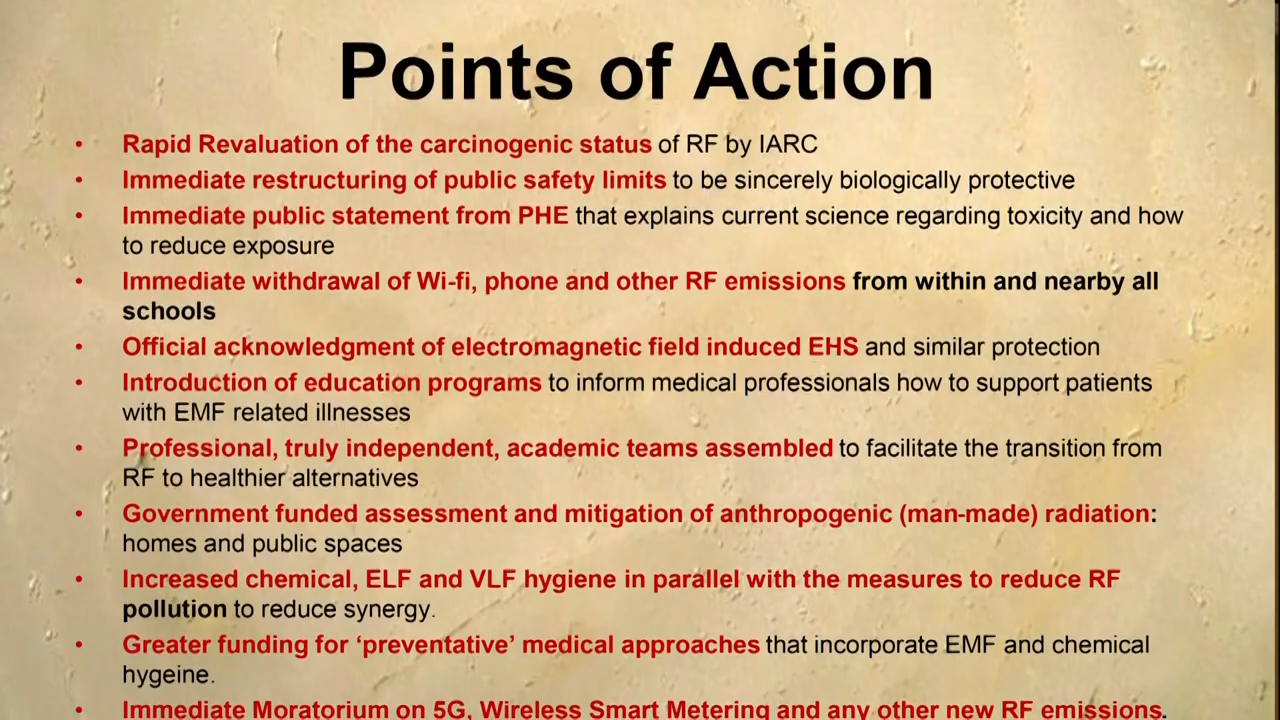 Points of Action
• Rapid Revaluation of the carcinogenic status of RF by IARC
• Immediate restructuring of public safety limits to be sincerely biologically protective
• Immediate public statement from PHE that explains current science regarding toxicity and how
to reduce exposure
• Immediate withdrawal of Wi-fi, phone and other RF emissions from within and nearby all
schools
• Official acknowledgment of electromagnetic field induced EHS and similar protection
• Introduction of education programs to inform medical professionals how to support patients
with EMF related illnesses
• Professional, truly independent, academic teams assembled to facilitate the transition from
RF to healthier alternatives
• Government funded assessment and mitigation of anthropogenic (man-made) radiation:
homes and public spaces
• Increased chemical, ELF and VLF hygiene in parallel with the measures to reduce RF
pollution to reduce synergy.
• Greater funding for ‘preventative’ medical approaches that incorporate EMF and chemical
hygeine.
• Immediate Moratorium on 5G, Wireless Smart Metering and any other new RF emissions.